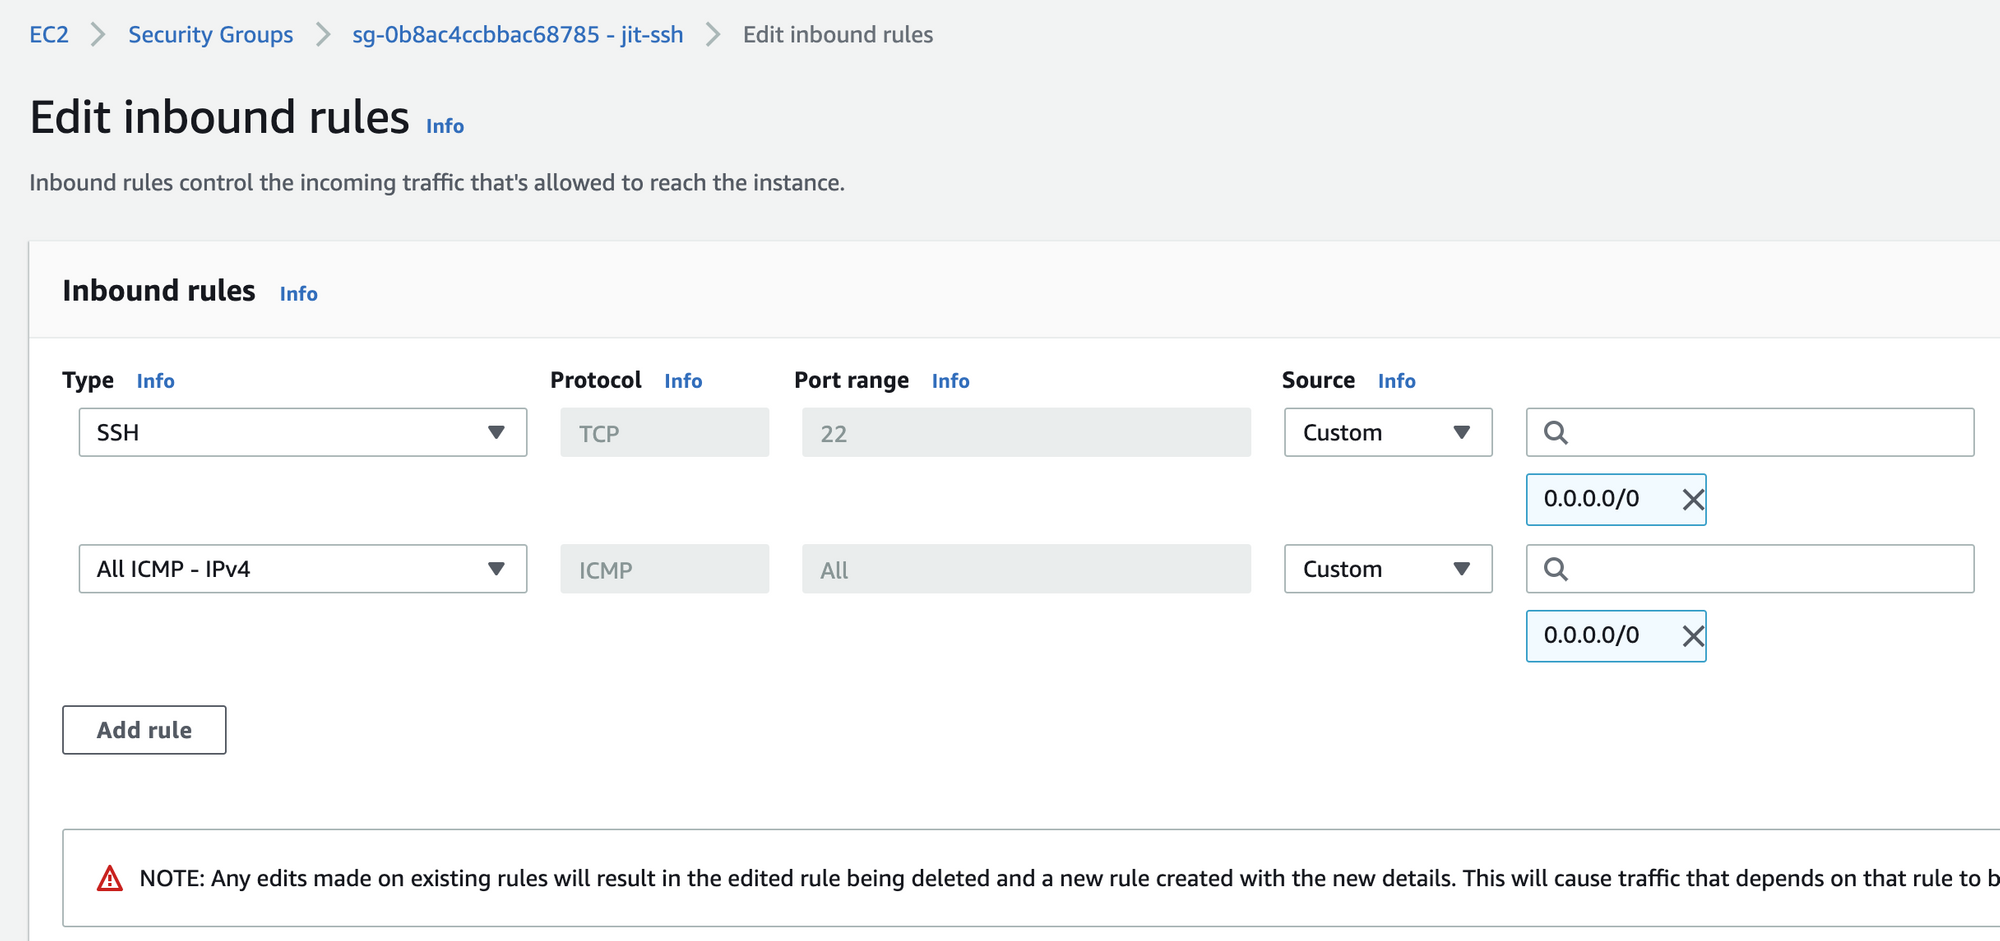 EC2 > Security Groups > sg-0b8ac4ccbbac68785 - jit-ssh > Edit inbound rules
Edit inbound rules Info
Inbound rules control the incoming traffic that's allowed to reach the instance.
Inbound rules Info
Type Info Protocol Info Port range Info Source Info
SSH TCP 22 Custom
0.0.0.0/0
All ICMP - IPv4 ICMP All Custom
0.0.0.0/0
Add rule
NOTE: Any edits made on existing rules will result in the edited rule being deleted and a new rule created with the new details. This will cause traffic that depends on that rule to b